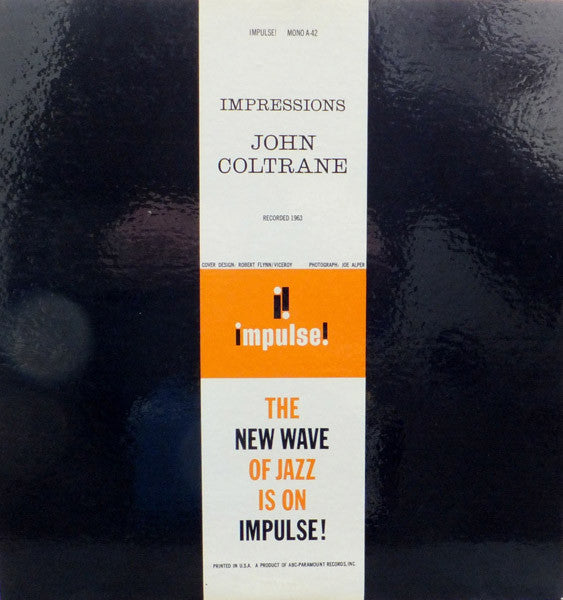 IMPULSE! MONO A-42
IMPRESSIONS
JOHN
COLTRANE
RECORDED 1963
COVER DESIGN: ROBERT FLYNN/VICEROY PHOTOGRAPH: JOE ALPER
i!
impulse!
THE
NEW WAVE
OF JAZZ
IS ON
IMPULSE!
PRINTED IN U.S.A. A PRODUCT OF ABC-PARAMOUNT RECORDS, INC.